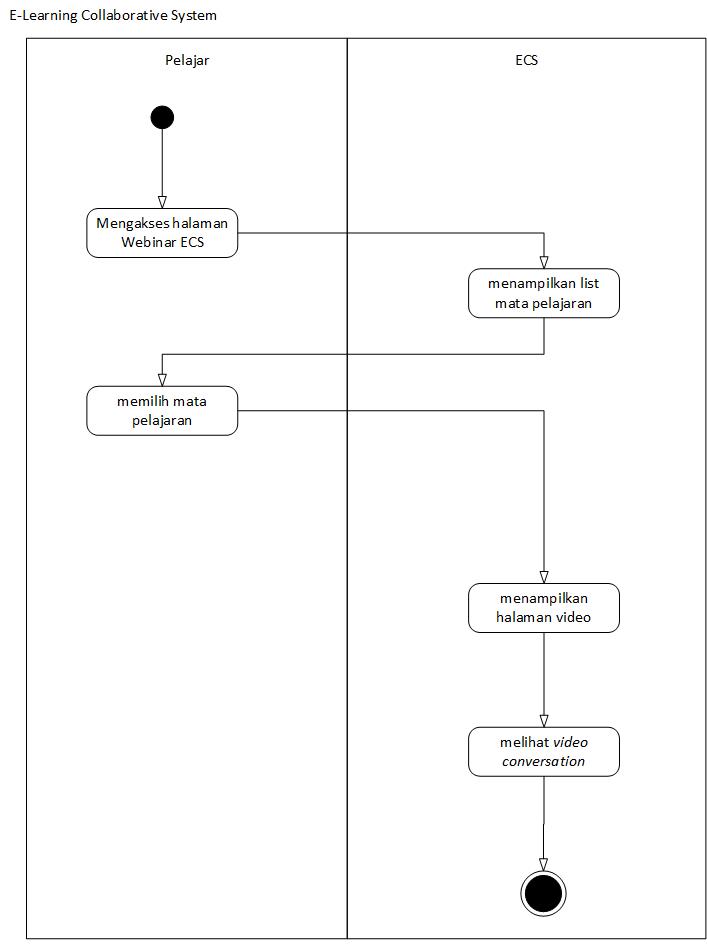 E-Learning Collaborative System
Pelajar
ECS
Mengakses halaman
Webinar ECS
menampilkan list
mata pelajaran
memilih mata
pelajaran
menampilkan
halaman video
melihat video
conversation